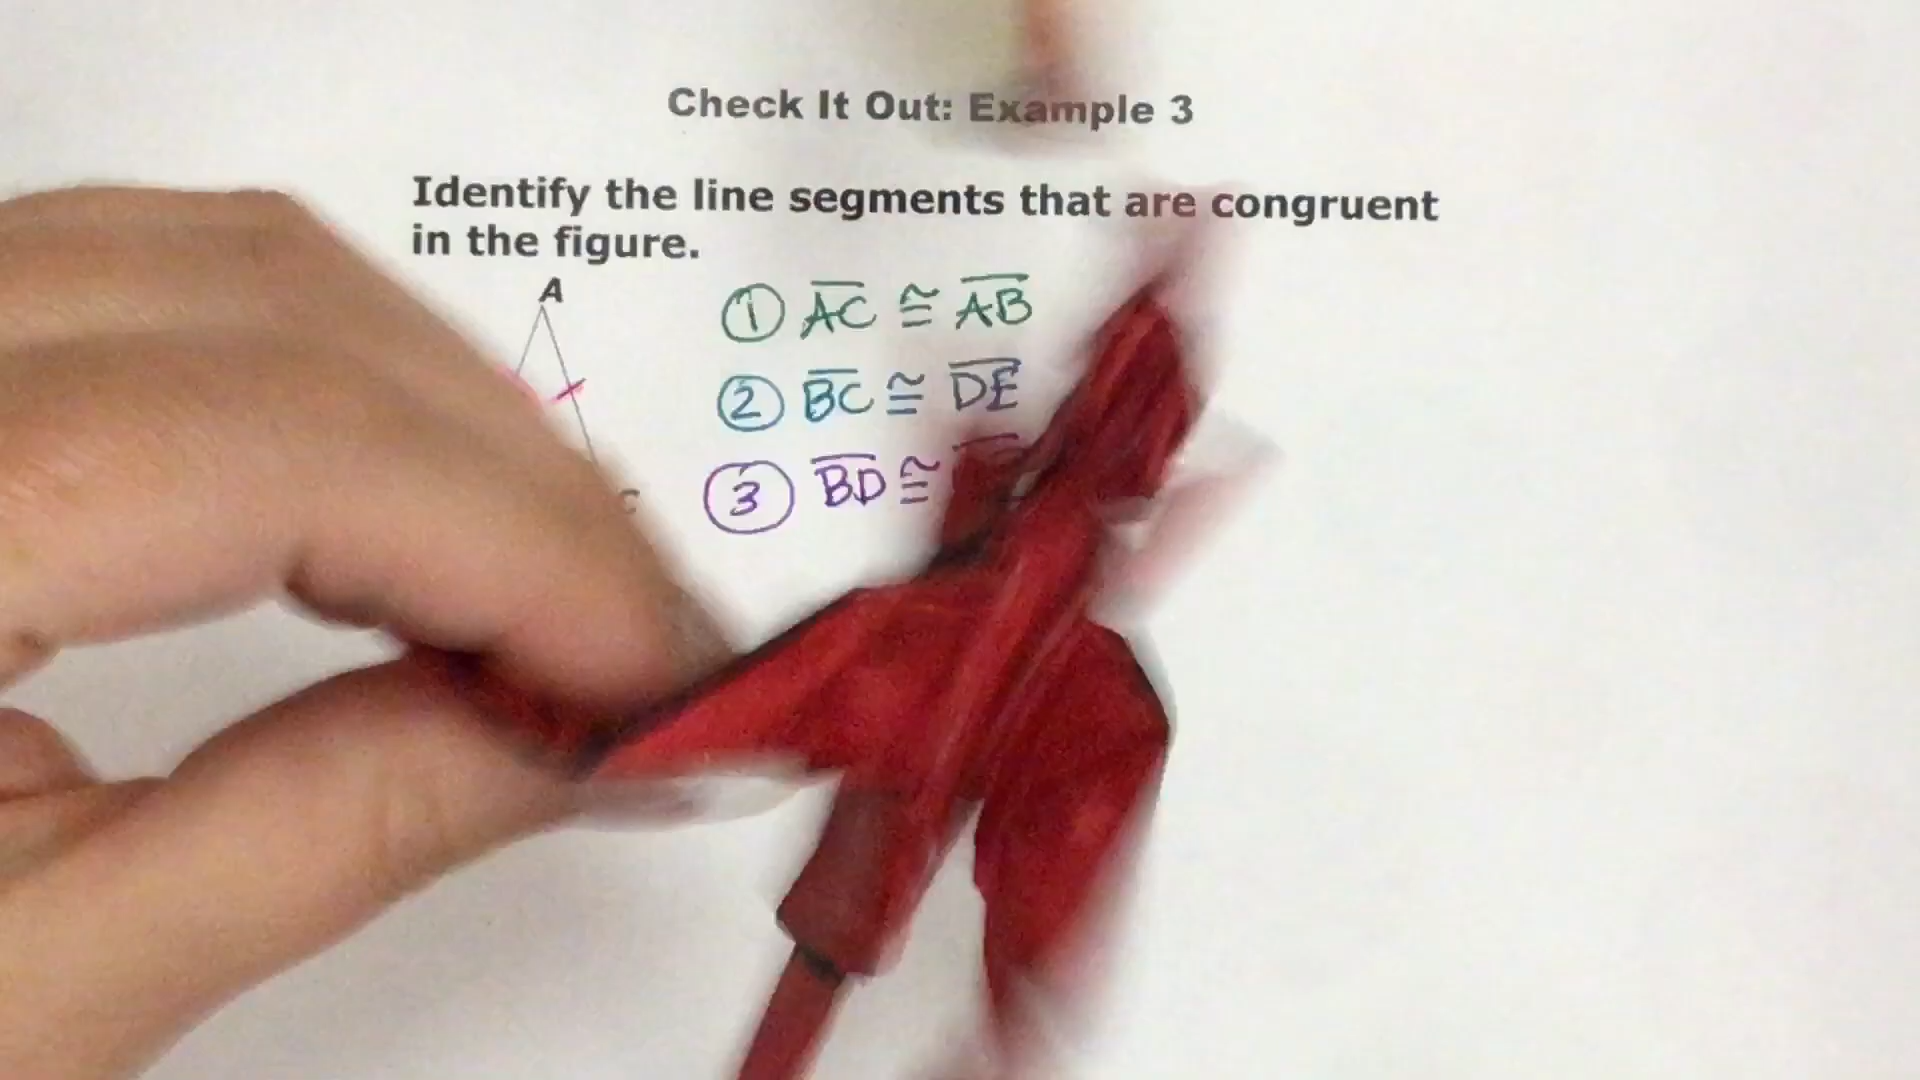 Check It Out: Example 3
Identify the line segments that are congruent
in the figure.
A
① AC ≅ AB
② BC ≅ DE
C
③ BD ≅